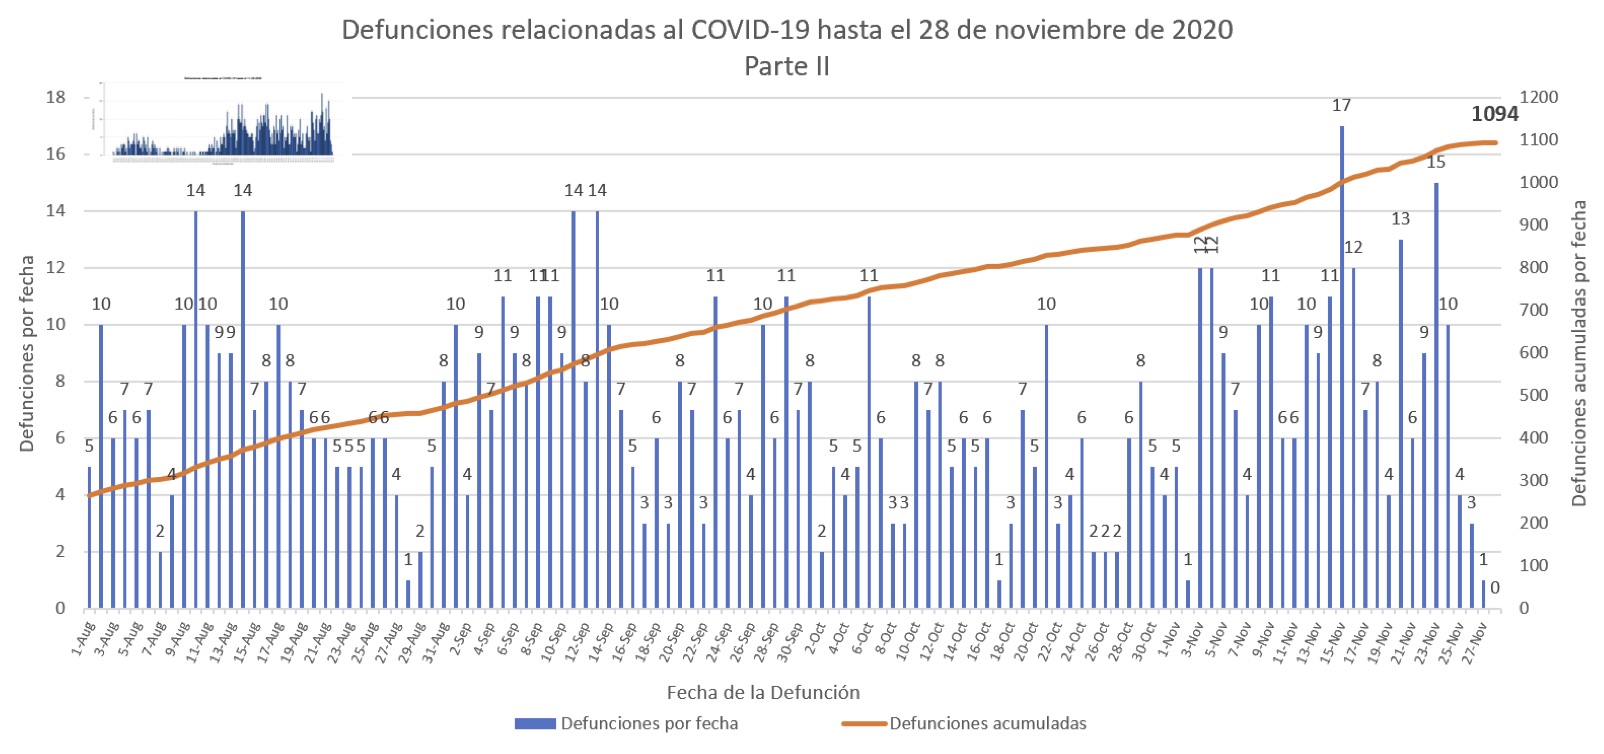 Defunciones relacionadas al COVID-19 hasta el 28 de noviembre de 2020
Parte II
Defunciones por fecha
18
16
14
12
10
8
6
4
2
0
5 10 6 7 6 7 2 4 10 14 10 9 9 14 7 8 10 8 7 6 6 5 5 5 6 6 4 1 2 5 8 10 4 9 7 11 9 8 11 11 9 14 8 14 10 7 5 3 6 3 8 7 3 11 6 7 4 10 6 11 7 8 2 5 4 5 11 6 3 3 8 7 8 5 6 5 6 1 3 7 5 10 3 4 6 2 2 2 6 8 5 4 5 1 12 12 9 7 4 10 11 6 6 10 9 11 17 12 7 8 4 13 6 9 15 10 4 3 1 0
1094
1200
1100
1000
900
800
700
600
500
400
300
200
100
0
Defunciones acumuladas por fecha
1-Aug 3-Aug 5-Aug 7-Aug 9-Aug 11-Aug 13-Aug 15-Aug 17-Aug 19-Aug 21-Aug 23-Aug 25-Aug 27-Aug 29-Aug 31-Aug 2-Sep 4-Sep 6-Sep 8-Sep 10-Sep 12-Sep 14-Sep 16-Sep 18-Sep 20-Sep 22-Sep 24-Sep 26-Sep 28-Sep 30-Sep 2-Oct 4-Oct 6-Oct 8-Oct 10-Oct 12-Oct 14-Oct 16-Oct 18-Oct 20-Oct 22-Oct 24-Oct 26-Oct 28-Oct 30-Oct 1-Nov 3-Nov 5-Nov 7-Nov 9-Nov 11-Nov 13-Nov 15-Nov 17-Nov 19-Nov 21-Nov 23-Nov 25-Nov 27-Nov
Fecha de la Defunción
Defunciones por fecha
Defunciones acumuladas